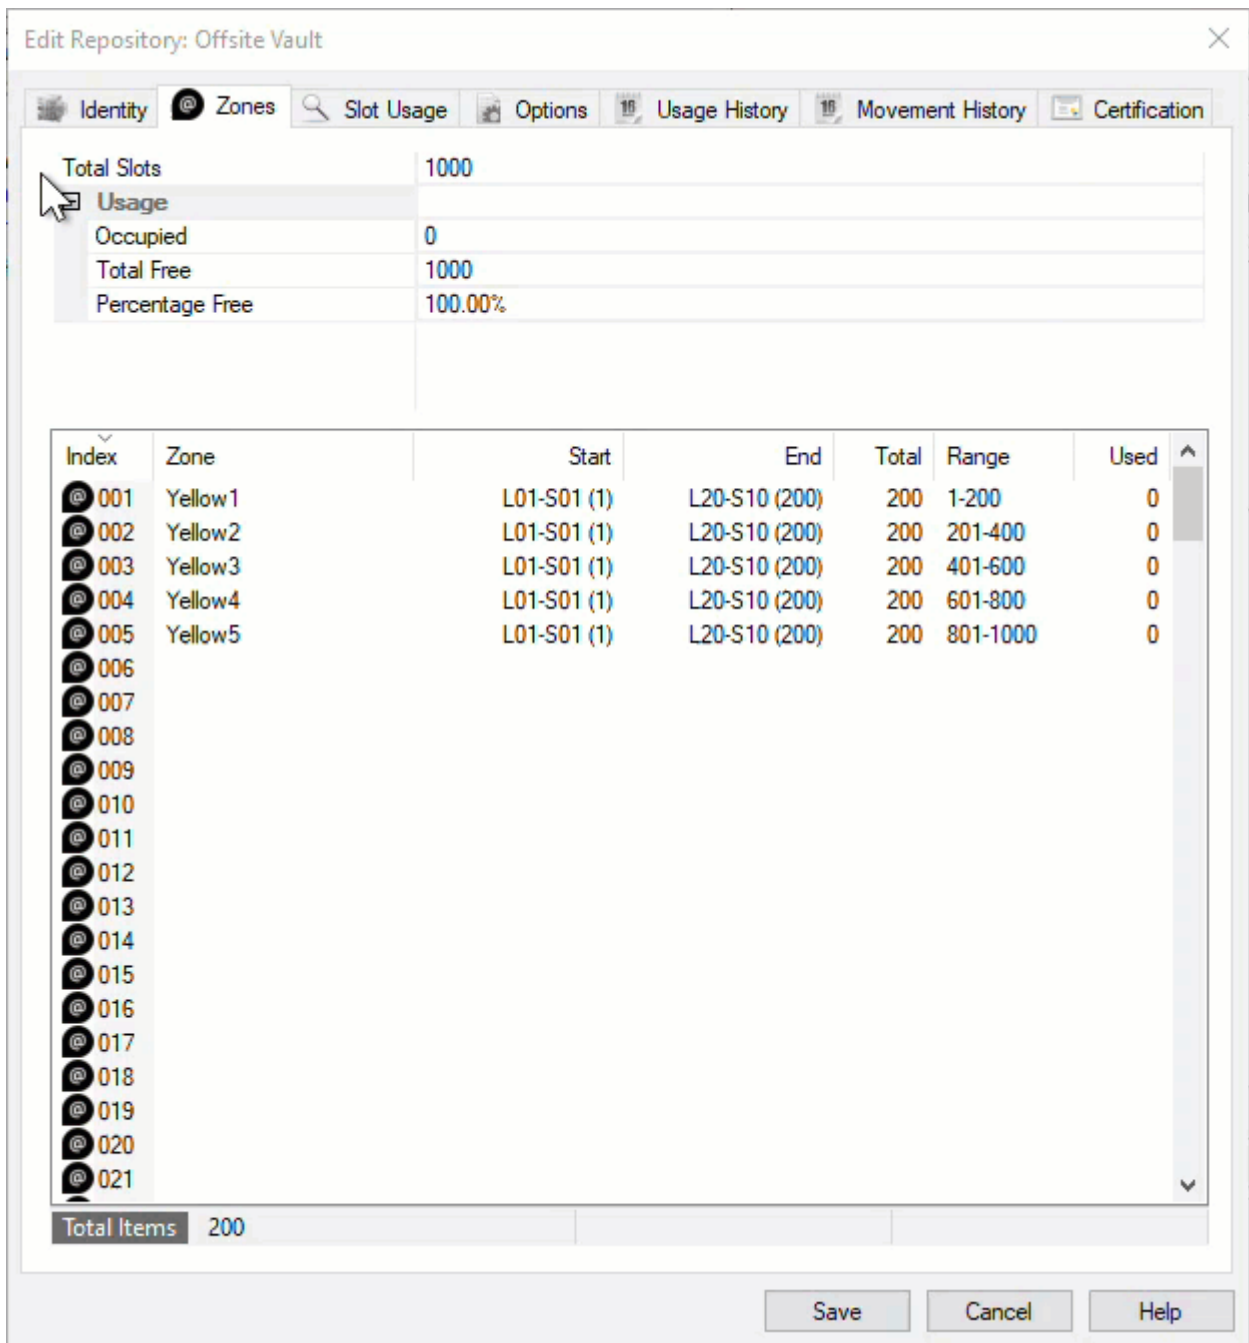 Edit Repository: Offsite Vault
Identity Zones Slot Usage Options Usage History Movement History Certification
Total Slots 1000
Usage
Occupied 0
Total Free 1000
Percentage Free 100.00%
Index Zone Start End Total Range Used
001 Yellow1 L01-S01 (1) L20-S10 (200) 200 1-200 0
002 Yellow2 L01-S01 (1) L20-S10 (200) 200 201-400 0
003 Yellow3 L01-S01 (1) L20-S10 (200) 200 401-600 0
004 Yellow4 L01-S01 (1) L20-S10 (200) 200 601-800 0
005 Yellow5 L01-S01 (1) L20-S10 (200) 200 801-1000 0
006
007
008
009
010
011
012
013
014
015
016
017
018
019
020
021
Total Items 200
Save Cancel Help